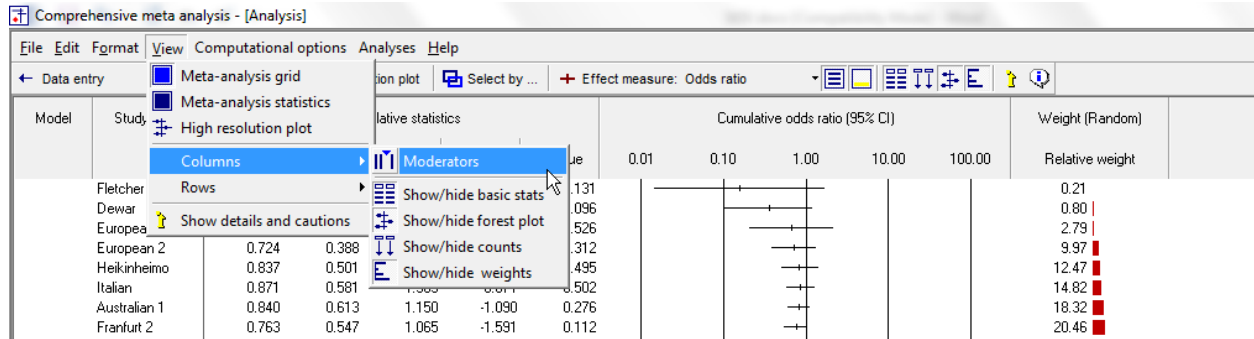 Comprehensive meta analysis - [Analysis]
File Edit Format View Computational options Analyses Help
← Data entry
Meta-analysis grid
Meta-analysis statistics
High resolution plot
Columns
Rows
Show details and cautions
Moderators
Show/hide basic stats
Show/hide forest plot
Show/hide counts
Show/hide weights
ion plot Select by ... + Effect measure: Odds ratio
Model Study lative statistics Cumulative odds ratio (95% CI) Weight (Random)
ue 0.01 0.10 1.00 10.00 100.00 Relative weight
Fletcher .131 0.21
Dewar .096 0.80
Europea .526 2.79
European 2 0.724 0.388 .312 9.97
Heikinheimo 0.837 0.501 .495 12.47
Italian 0.871 0.581 0.502 14.82
Australian 1 0.840 0.613 1.150 -1.090 0.276 18.32
Franfurt 2 0.763 0.547 1.065 -1.591 0.112 20.46